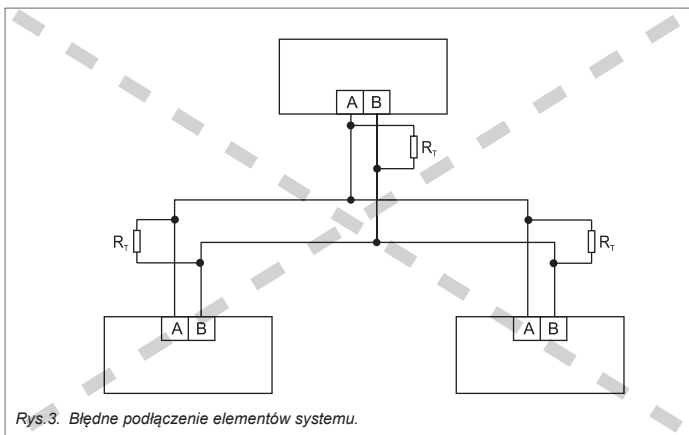 A B
R_T
R_T
R_T
A B
A B
Rys.3. Błędne podłączenie elementów systemu.